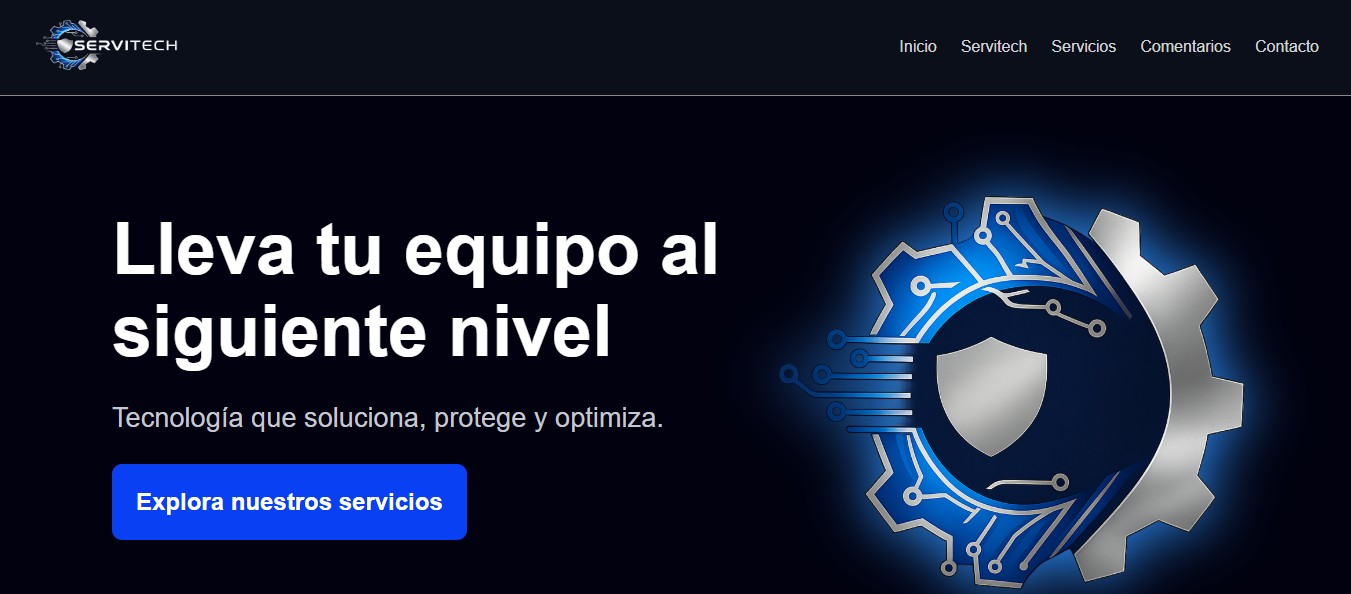 SERVITECH
Inicio Servitech Servicios Comentarios Contacto
Lleva tu equipo al
siguiente nivel
Tecnología que soluciona, protege y optimiza.
Explora nuestros servicios